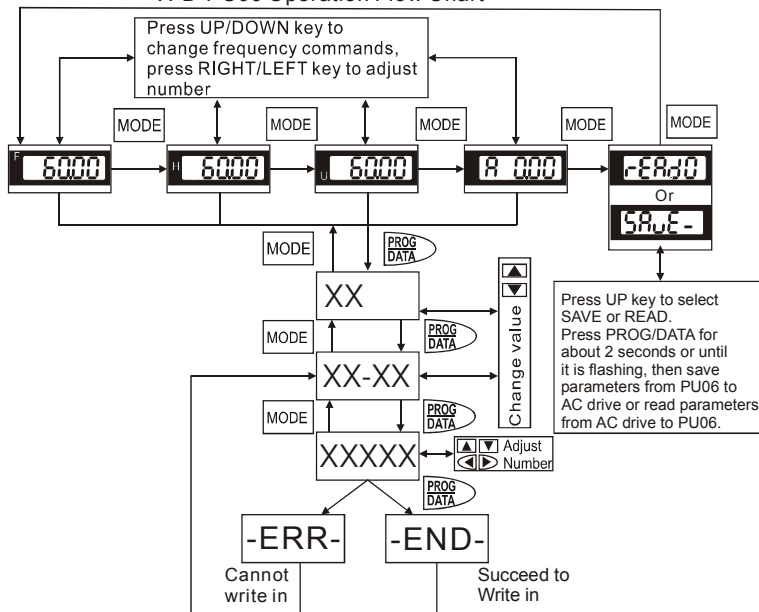 Press UP/DOWN key to
change frequency commands,
press RIGHT/LEFT key to adjust
number
MODE
MODE
MODE
MODE
MODE
F 60.00
H 60.00
U 60.00
A 0.00
rEAd0
Or
SAvE-
MODE
PROG
DATA
XX
MODE
PROG
DATA
XX-XX
MODE
PROG
DATA
XXXXX
PROG
DATA
Change value
Adjust
Number
Press UP key to select
SAVE or READ.
Press PROG/DATA for
about 2 seconds or until
it is flashing, then save
parameters from PU06 to
AC drive or read parameters
from AC drive to PU06.
-ERR-
-END-
Cannot
write in
Succeed to
Write in